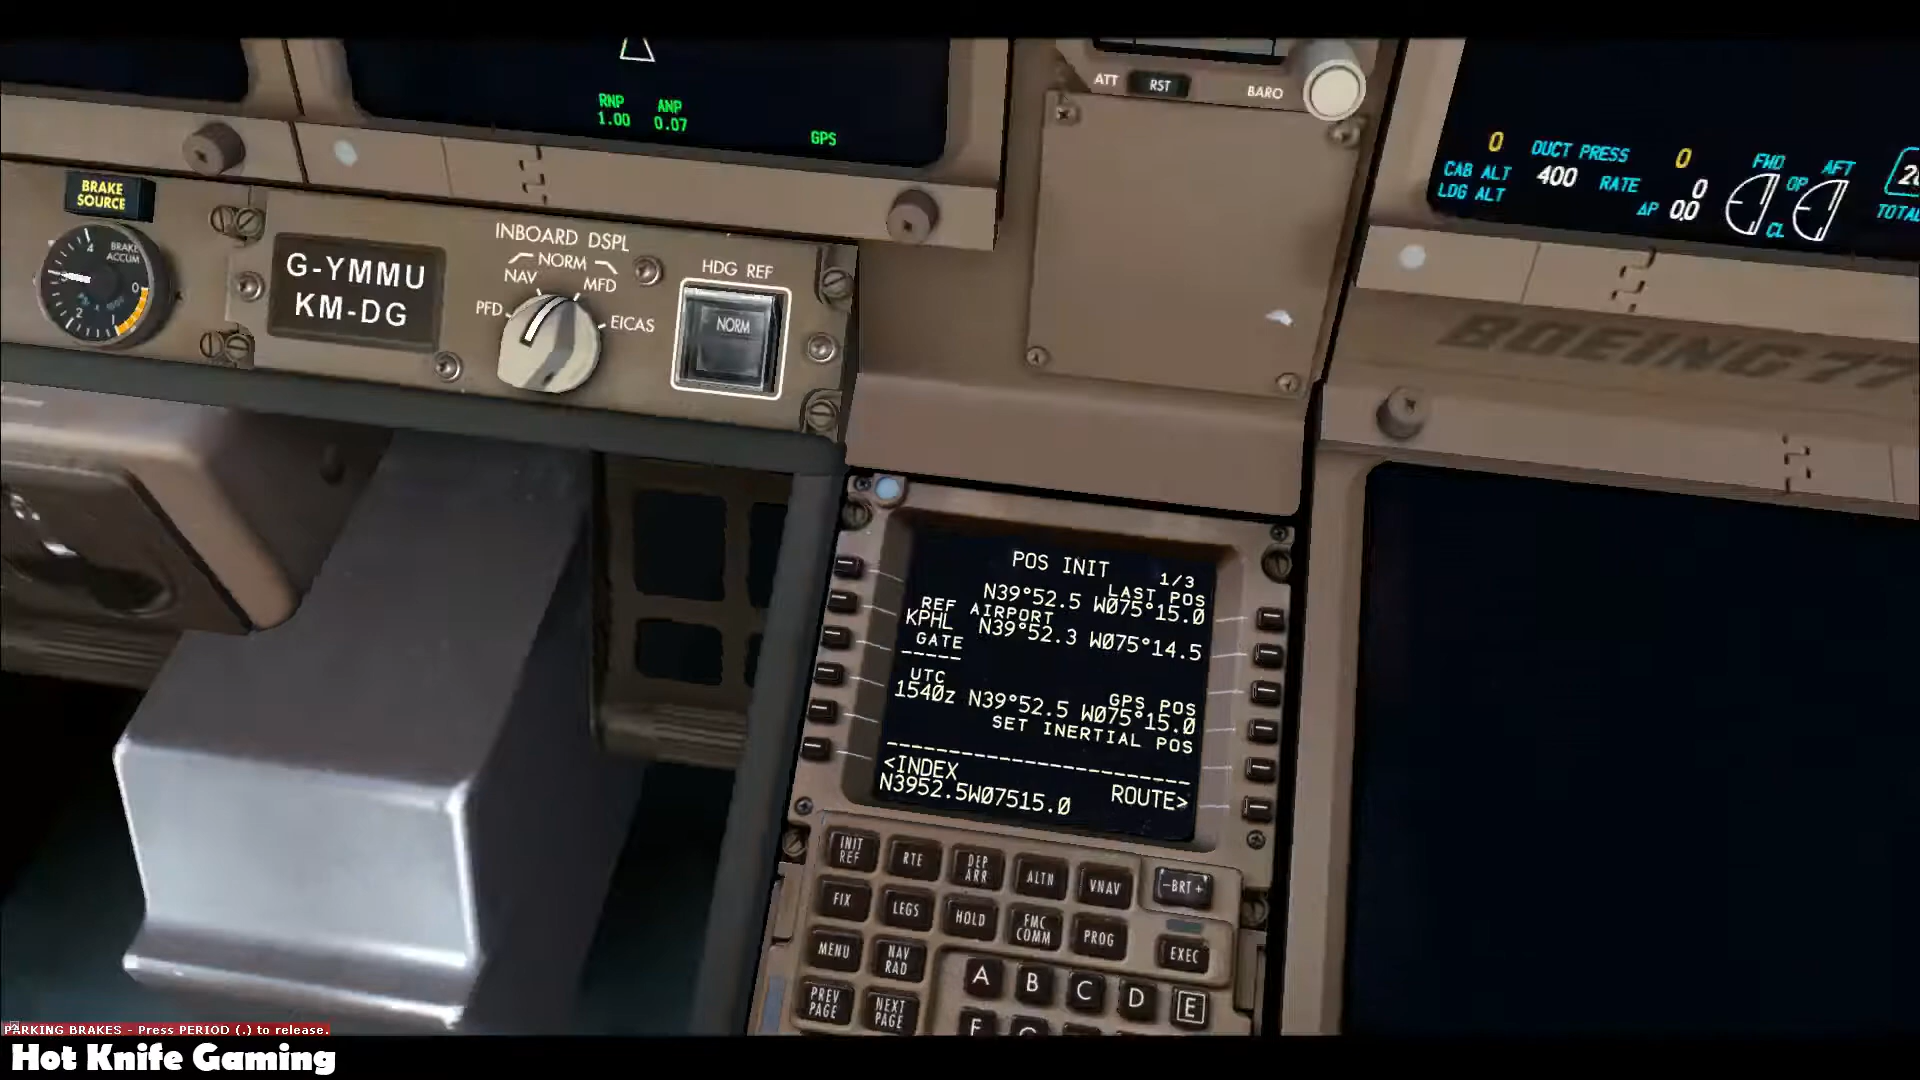 RNP ANP
1.00 0.07
GPS
ATT RST BARO
0 DUCT PRESS 0
CAB ALT 400 RATE 0
LDG ALT
ΔP 0.0
FWD OP AFT
CL
TOTAL
BRAKE
SOURCE
BRAKE
ACCUM
4
0
2
1
G-YMMU
KM-DG
INBOARD DSPL
NORM
NAV MFD
PFD EICAS
HDG REF
NORM
BOEING 77
POS INIT 1/3
LAST POS
N39°52.5 W075°15.0
REF AIRPORT
KPHL N39°52.3 W075°14.5
GATE
-----
UTC GPS POS
1540z N39°52.5 W075°15.0
SET INERTIAL POS
<INDEX ROUTE>
N3952.5W07515.0
INIT
REF
RTE
DEP
ARR
ALTN
VNAV
-BRT+
FIX
LEGS
HOLD
FMC
COMM
PROG
EXEC
MENU
NAV
RAD
PREV
PAGE
NEXT
PAGE
A B C D E
PARKING BRAKES - Press PERIOD (.) to release.
Hot Knife Gaming